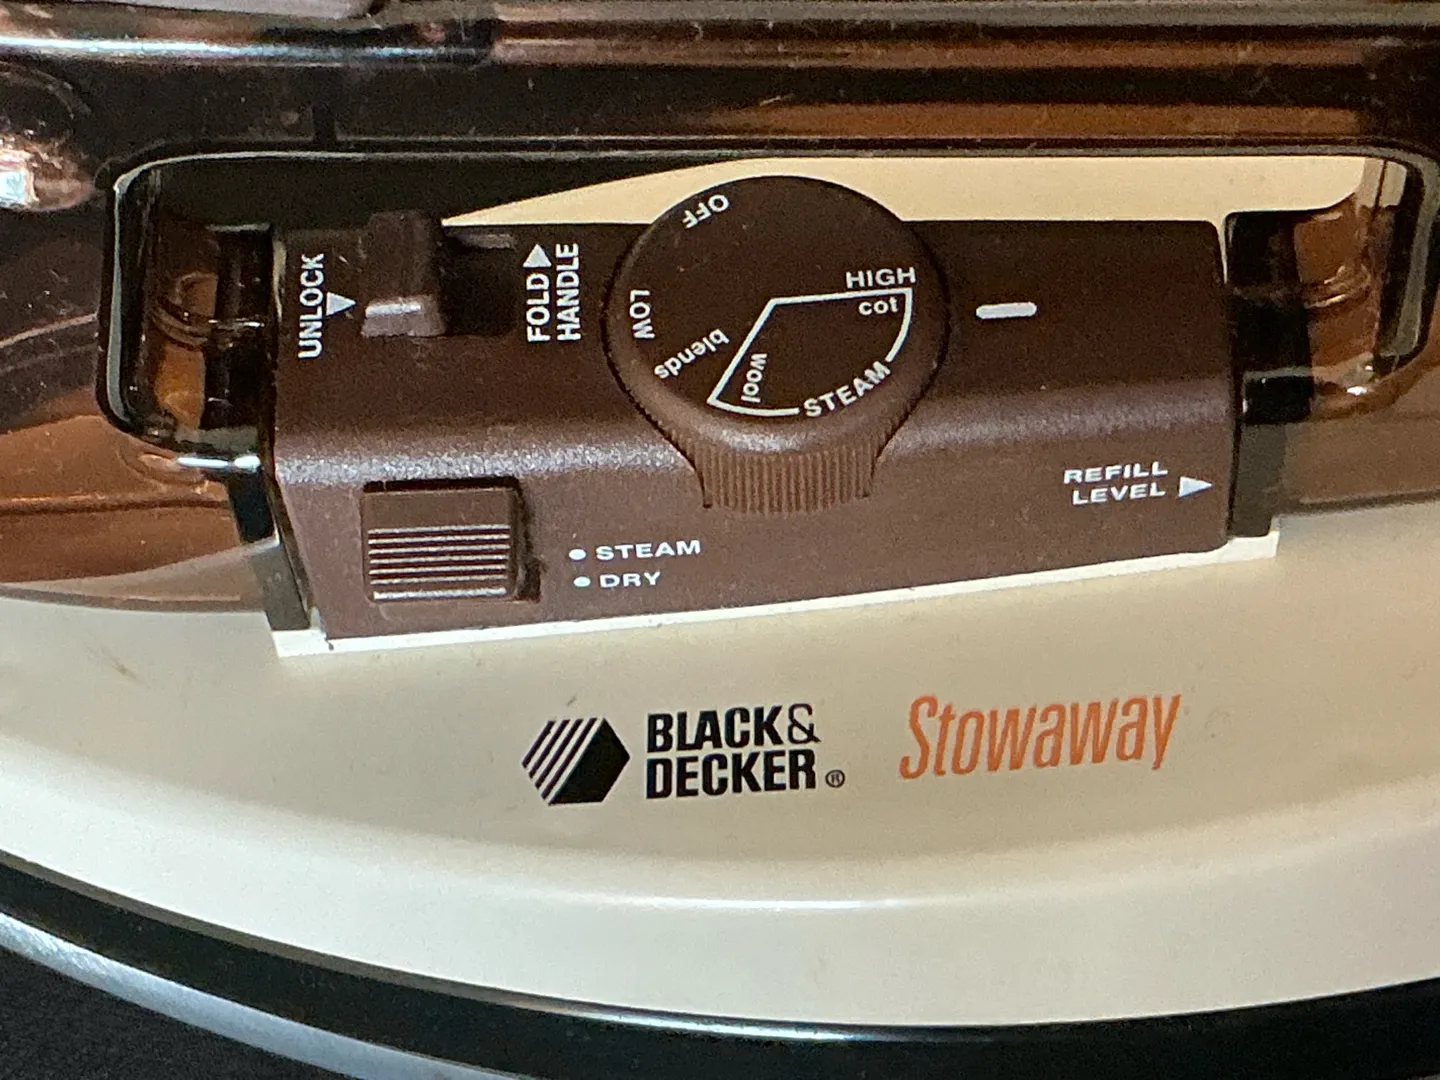 UNLOCK
FOLD
HANDLE
OFF
LOW
blends
wool
STEAM
HIGH
cot
REFILL
LEVEL
STEAM
DRY
BLACK&
DECKER®
Stowaway